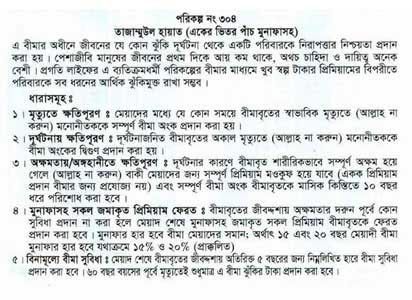 পরিকল্প নং ৩০৪
তাজাম্মুউল হায়াত (একের ভিতর পাঁচ মুনাফাসহ)
এ বীমার অধীনে জীবনের যে কোন ঝুঁকি দূর্ঘটনা থেকে একটি পরিবারকে নিরাপত্তার নিশ্চয়তা প্রদান
করা হয়। পেশাজীবি মানুষের জীবনের প্রথম দিকে আয় কম থাকে, অথচ চাহিদা ও দায়িত্ব অনেক
বেশী। প্রগতি লাইফের এ ব্যতিক্রমধর্মী পরিকল্পের বীমার মাধ্যমে খুব স্বল্প টাকার প্রিমিয়ামের বিপরীতে
পরিবারকে সব ধরনের আর্থিক ঝুঁকিমুক্ত রাখা সম্ভব।
ধারাসমূহ:
১। মৃত্যুতে ক্ষতিপূরণ : মেয়াদের মধ্যে যে কোন সময়ে বীমাবৃতের স্বাভাবিক মৃত্যুতে (আল্লাহ না
করুন) মনোনীতককে সম্পূর্ণ বীমা অংক প্রদান করা হয়।
২। দূর্ঘটনায় ক্ষতিপূরণ : দূর্ঘটনাজনিত বীমাবৃতের অকাল মৃত্যুতে (আল্লাহ না করুন) মনোনীতককে
বীমা অংকের দ্বিগুণ প্রদান করা হয়।
৩। অক্ষমতায়/অঙ্গহানীতে ক্ষতিপূরণ : দূর্ঘটনার কারণে বীমাবৃত শারীরিকভাবে সম্পূর্ণ অক্ষম হয়ে
গেলে (আল্লাহ না করুন) বাকী মেয়াদের জন্য সম্পূর্ণ প্রিমিয়াম মওকুফ হয়ে যাবে (একক প্রিমিয়াম
প্রদান বীমার জন্য প্রযোজ্য নয়) এবং সম্পূর্ণ বীমা অংক বীমাবৃতকে মাসিক কিস্তিতে ১০ বছর
ধরে পরিশোধ করা হবে।
৪। মুনাফাসহ সকল জমাকৃত প্রিমিয়াম ফেরত : বীমাবৃতের জীবদ্দশায় অক্ষমতার দরুন পূর্বে কোন
সুবিধা প্রদান না করা হলে মেয়াদ শেষে মুনাফাসহ জমাকৃত সকল প্রিমিয়াম বীমাবৃতকে ফেরত
প্রদান করা হবে। মুনাফার হার হবে বীমা মেয়াদের সমান; অর্থাৎ ১৫ এবং ২০ বছর মেয়াদী বীমা
মুনাফার হার হবে যথাক্রমে ১৫% ও ২০% (প্রাক্কলিত)
৫। বিনামূল্যে বীমা সুবিধা : মেয়াদ শেষে বীমাবৃতের জীবদ্দশায় অতিরিক্ত ৫ বছরের জন্য নিম্নলিখিত হারে বীমা সুবিধা
প্রদান করা হবে। ৬০ বছর বয়সের পূর্বে মৃত্যুতেই শুধুমাত্র এ বীমা ঝুঁকির টাকা প্রদান করা হবে।